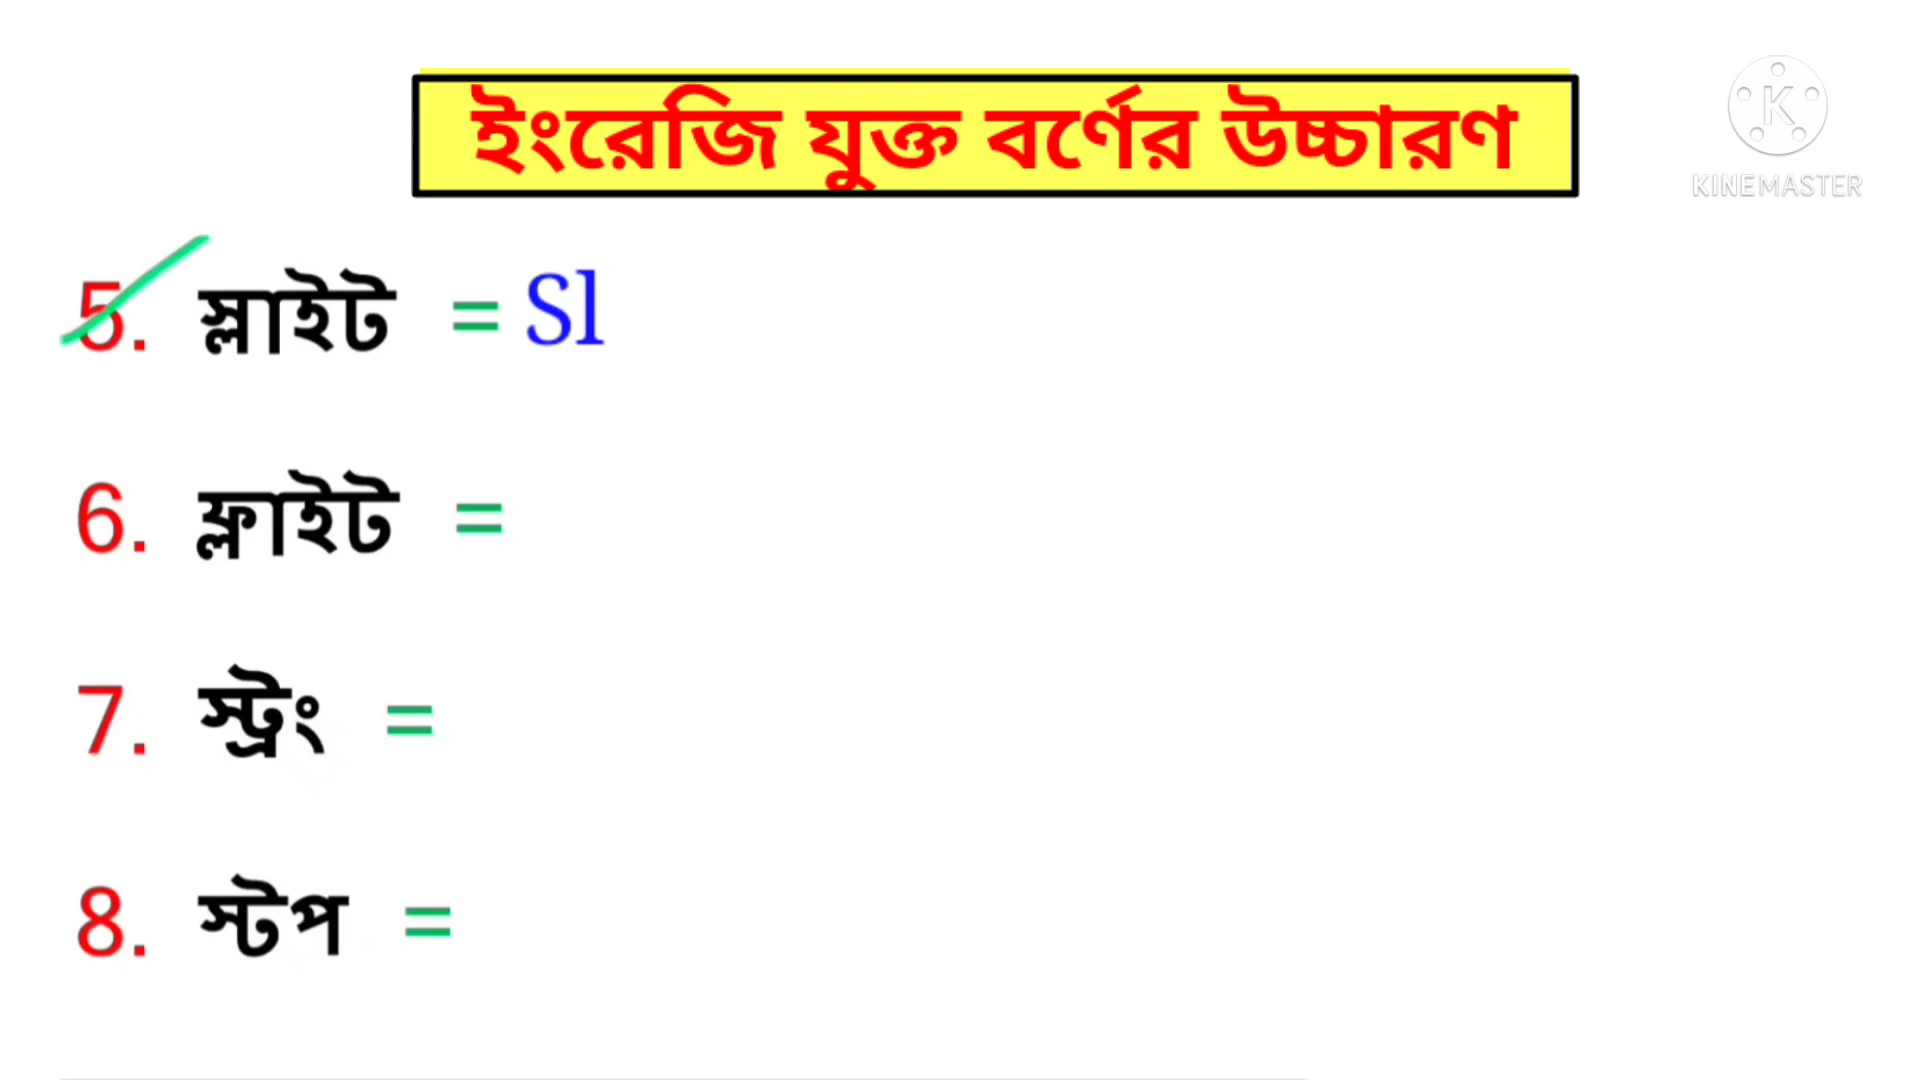 ইংরেজি যুক্ত বর্ণের উচ্চারণ
KINEMASTER
5. স্লাইট = Sl
6. ফ্লাইট =
7. স্ট্রং =
8. স্টপ =